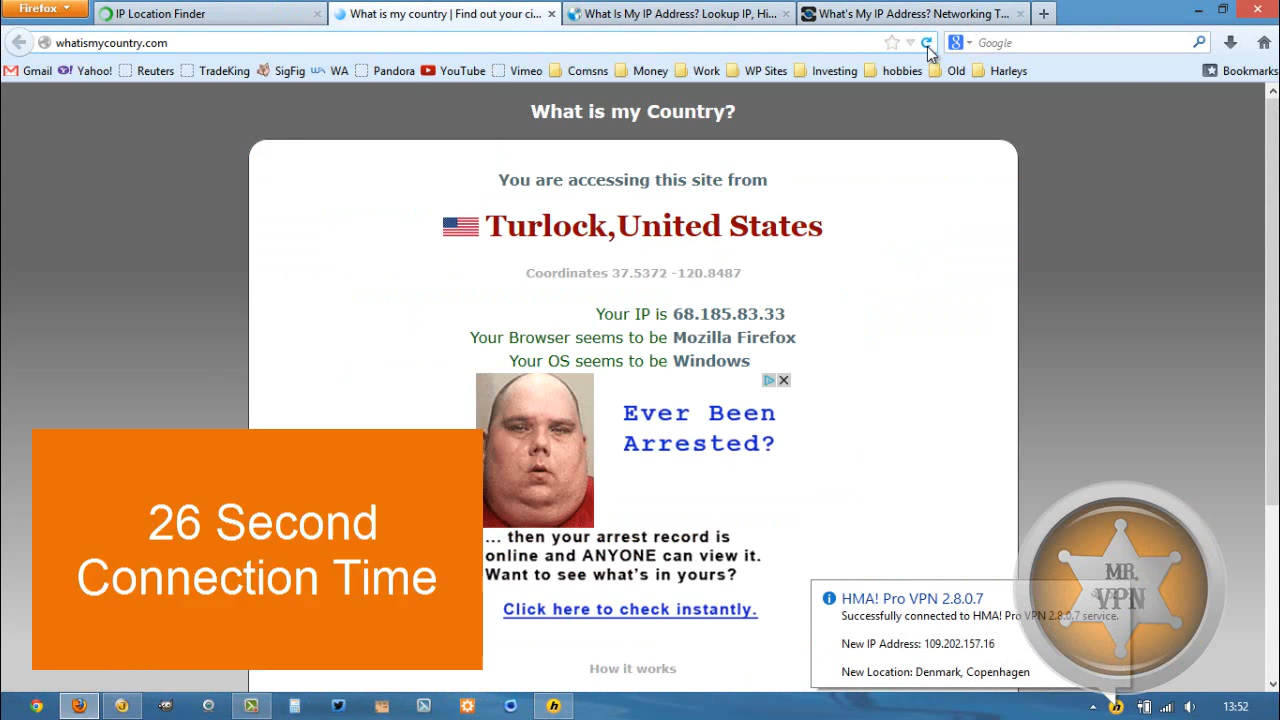 Firefox
IP Location Finder
What is my country | Find out your ci...
What Is My IP Address? Lookup IP, Hi...
What's My IP Address? Networking T...
whatismycountry.com
Google
Gmail Yahoo! Reuters TradeKing SigFig WA Pandora YouTube Vimeo Comsns Money Work WP Sites Investing hobbies Old Harleys Bookmarks
What is my Country?
You are accessing this site from
Turlock,United States
Coordinates 37.5372 -120.8487
Your IP is 68.185.83.33
Your Browser seems to be Mozilla Firefox
Your OS seems to be Windows
Ever Been
Arrested?
... then your arrest record is
online and ANYONE can view it.
Want to see what's in yours?
Click here to check instantly.
How it works
26 Second
Connection Time
HMA! Pro VPN 2.8.0.7
Successfully connected to HMA! Pro VPN 2.8.0.7 service.
New IP Address: 109.202.157.16
New Location: Denmark, Copenhagen
MR.
VPN
13:52